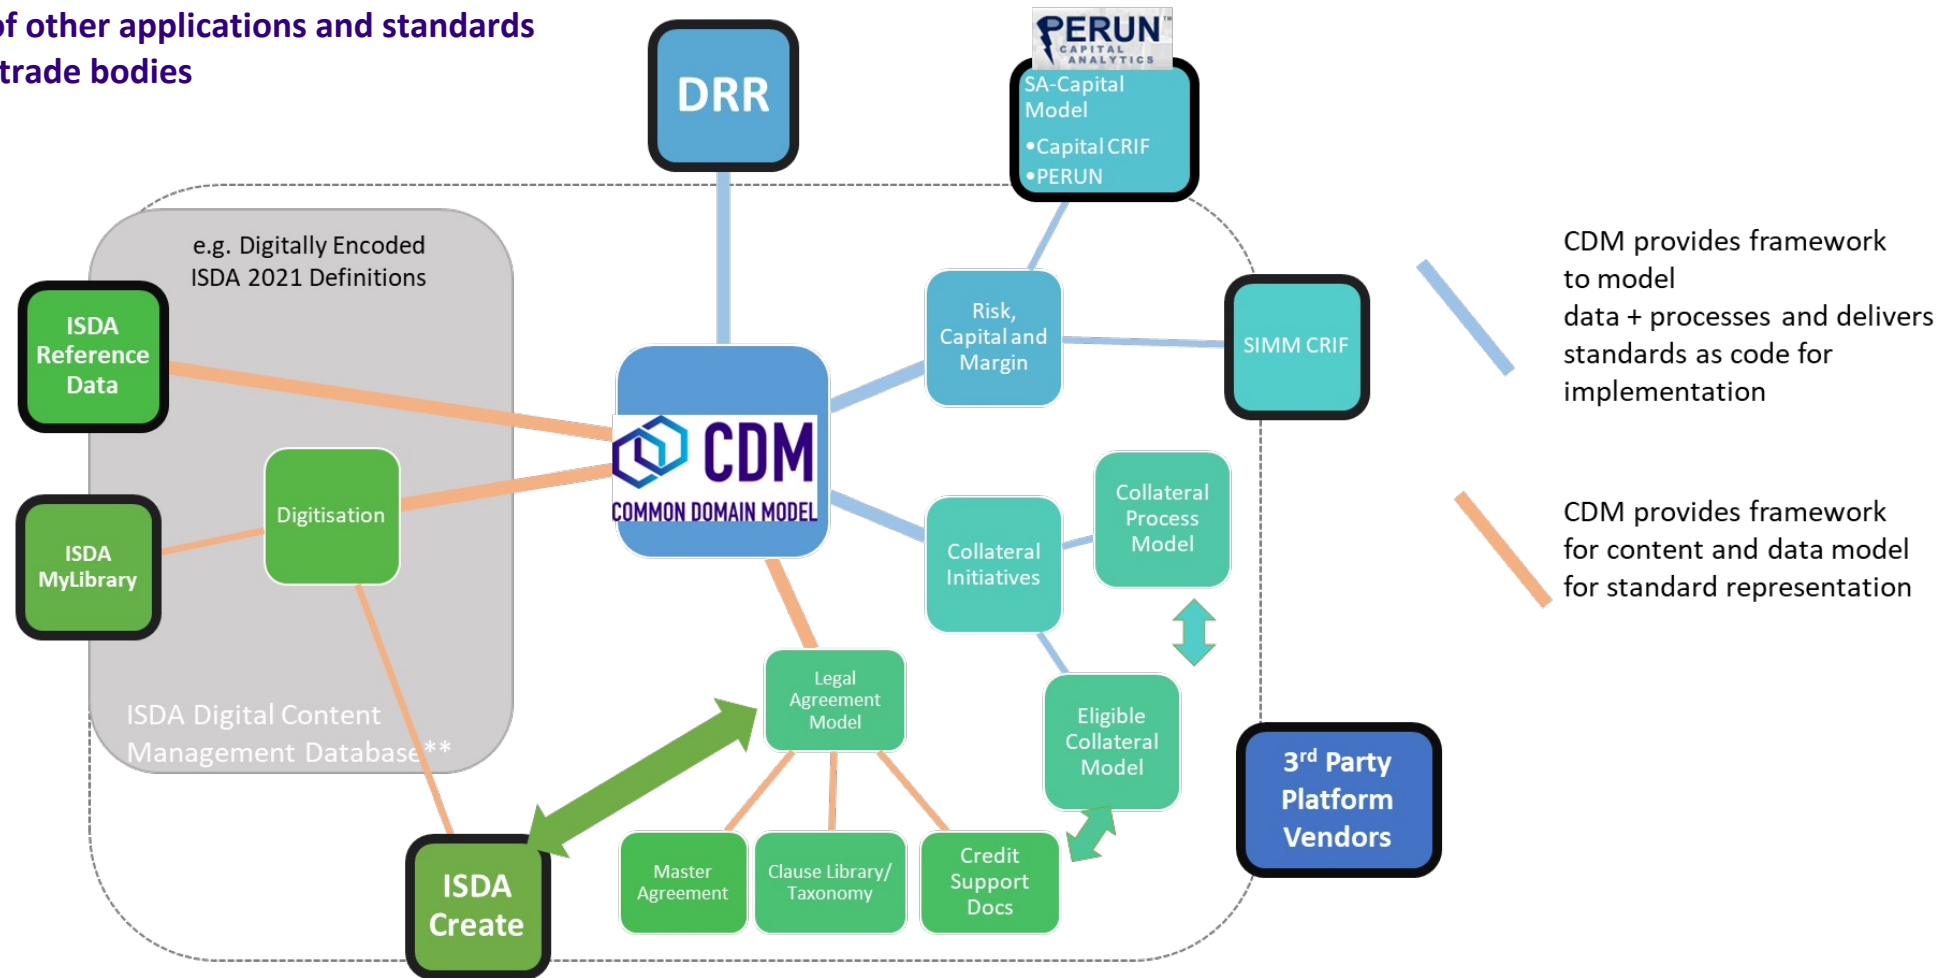 of other applications and standards
trade bodies
DRR
PERUN™
CAPITAL
ANALYTICS
SA-Capital
Model
•Capital CRIF
•PERUN
e.g. Digitally Encoded
ISDA 2021 Definitions
ISDA
Reference
Data
Risk,
Capital and
Margin
SIMM CRIF
CDM provides framework
to model
data + processes and delivers
standards as code for
implementation
CDM
COMMON DOMAIN MODEL
Digitisation
ISDA
MyLibrary
Collateral
Process
Model
Collateral
Initiatives
CDM provides framework
for content and data model
for standard representation
Legal
Agreement
Model
Eligible
Collateral
Model
ISDA Digital Content
Management Database**
3rd Party
Platform
Vendors
Master
Agreement
Clause Library/
Taxonomy
Credit
Support
Docs
ISDA
Create